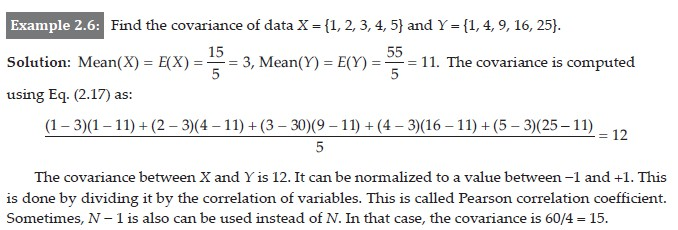 Example 2.6: Find the covariance of data X = {1, 2, 3, 4, 5} and Y = {1, 4, 9, 16, 25}.
Solution: Mean(X) = E(X) = 15/5 = 3, Mean(Y) = E(Y) = 55/5 = 11. The covariance is computed
using Eq. (2.17) as:
(1 – 3)(1 – 11) + (2 – 3)(4 – 11) + (3 – 30)(9 – 11) + (4 – 3)(16 – 11) + (5 – 3)(25 – 11) / 5 = 12
The covariance between X and Y is 12. It can be normalized to a value between –1 and +1. This
is done by dividing it by the correlation of variables. This is called Pearson correlation coefficient.
Sometimes, N – 1 is also can be used instead of N. In that case, the covariance is 60/4 = 15.